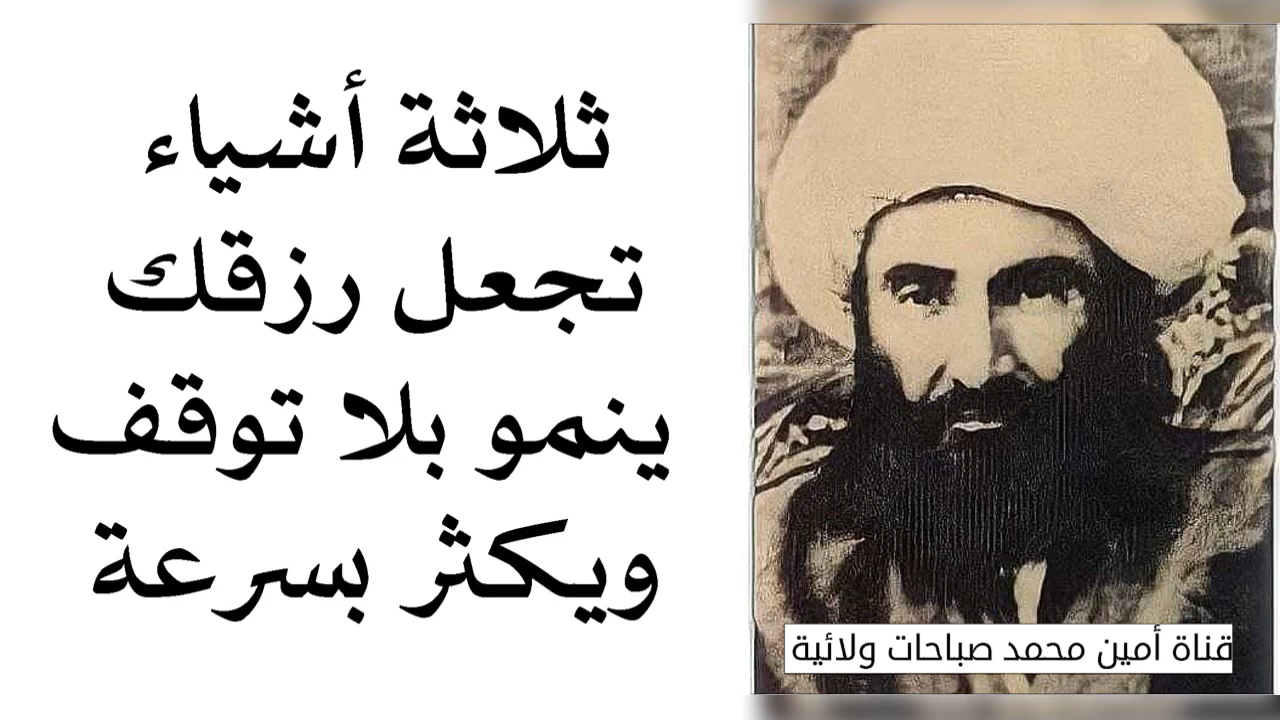 ثلاثة أشياء
تجعل رزقك
ينمو بلا توقف
ويكثر بسرعة
قناة أمين محمد صباحات ولائية